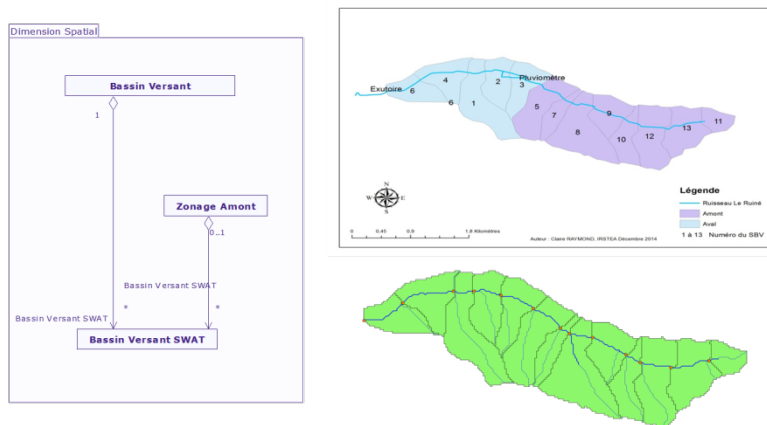 Dimension Spatial
Bassin Versant
1
Zonage Amont
0..1
Bassin Versant SWAT
*
*
Bassin Versant SWAT
Bassin Versant SWAT
Exutoire
6
4
6
1
2
Pluviomètre
3
5
7
8
9
10
12
13
11
N
W
E
S
0 0,45 0,9 1,8 Kilomètres
Légende
Ruisseau Le Ruiné
Amont
Aval
1 à 13 Numéro du SBV
Auteur : Claire RAYMOND, IRSTEA Décembre 2014